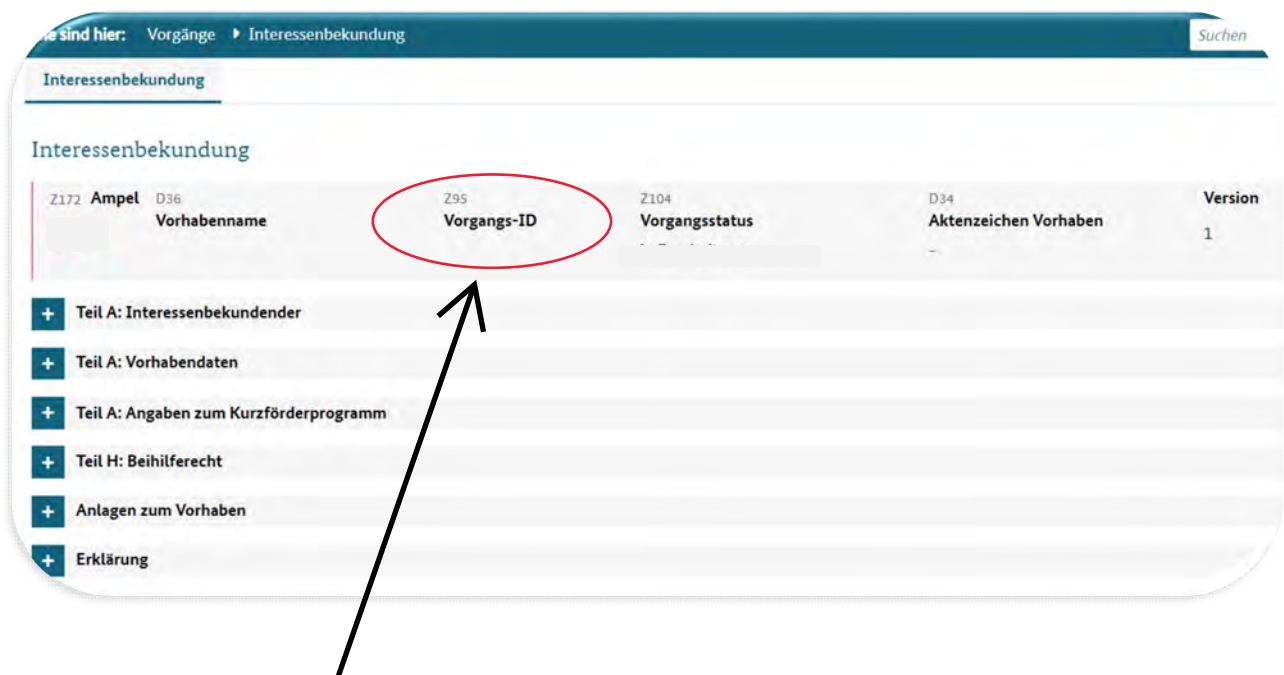 sind hier: Vorgänge Interessenbekundung Suchen
Interessenbekundung
Interessenbekundung
Z172 Ampel D36 Z95 Z104 D34 Version
Vorhabenname Vorgangs-ID Vorgangsstatus Aktenzeichen Vorhaben
1
+ Teil A: Interessenbekundender
+ Teil A: Vorhabendaten
+ Teil A: Angaben zum Kurzförderprogramm
+ Teil H: Beihilferecht
+ Anlagen zum Vorhaben
+ Erklärung